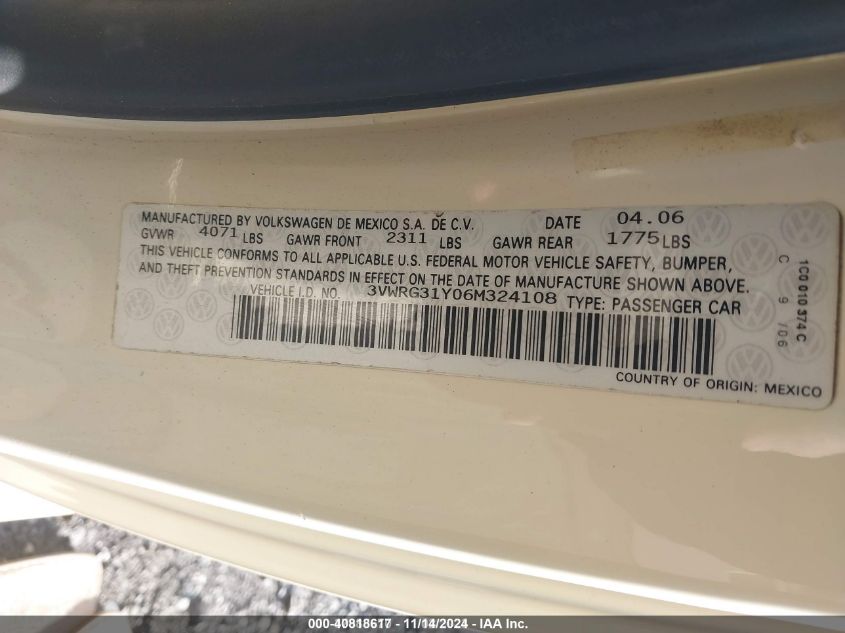 MANUFACTURED BY VOLKSWAGEN DE MEXICO S.A. DE C.V. DATE 04.06
GVWR 4071 LBS GAWR FRONT 2311 LBS GAWR REAR 1775 LBS
THIS VEHICLE CONFORMS TO ALL APPLICABLE U.S. FEDERAL MOTOR VEHICLE SAFETY, BUMPER,
AND THEFT PREVENTION STANDARDS IN EFFECT ON THE DATE OF MANUFACTURE SHOWN ABOVE.
VEHICLE I.D. NO. 3VWRG31Y06M324108 TYPE: PASSENGER CAR
COUNTRY OF ORIGIN: MEXICO
1C0 010 374 C
C 9 /06
000-40818617 - 11/14/2024 - IAA Inc.